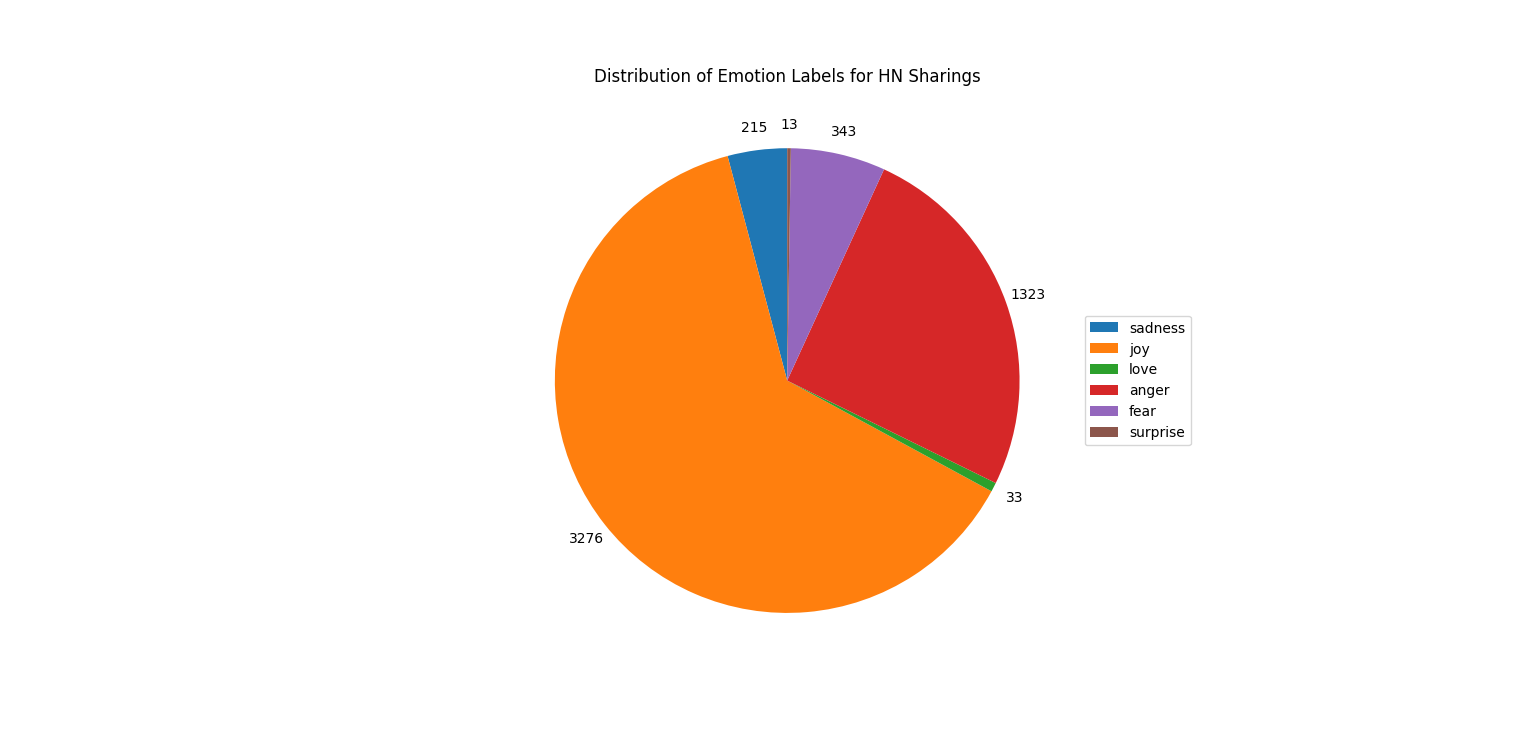 Distribution of Emotion Labels for HN Sharings
215
13
343
1323
33
3276
sadness
joy
love
anger
fear
surprise